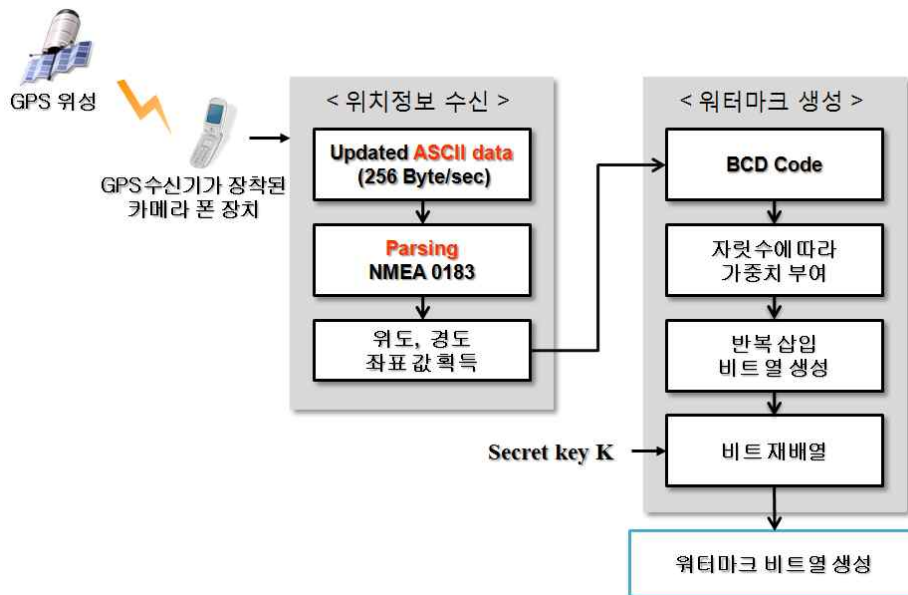 GPS 위성
GPS 수신기가 장착된
카메라 폰 장치
< 위치정보 수신 >
Updated ASCII data
(256 Byte/sec)
Parsing
NMEA 0183
위도, 경도
좌표 값 획득
< 워터마크 생성 >
BCD Code
자릿수에 따라
가중치 부여
반복 삽입
비트 열 생성
Secret key K
비트 재배열
워터마크 비트열 생성